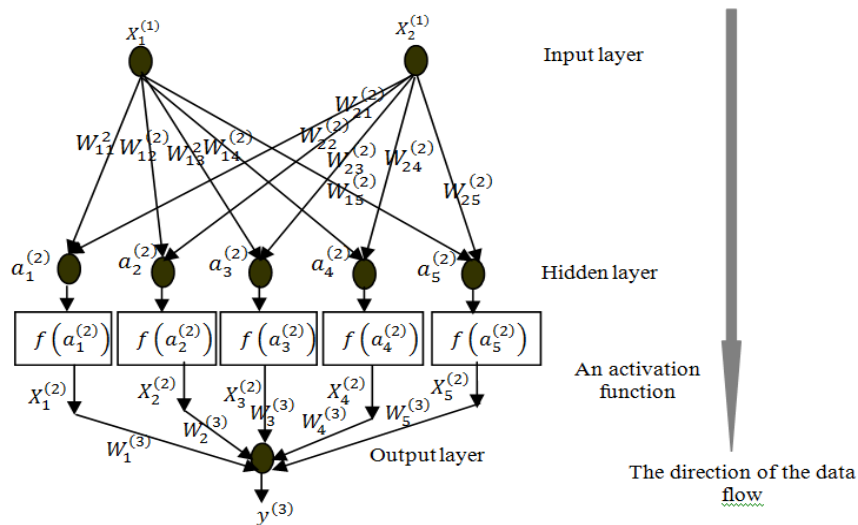 X₁⁽¹⁾ X₂⁽¹⁾
Input layer
W₂₁⁽²⁾
W₁₁² W₁₂⁽²⁾ W₁₃² W₁₄⁽²⁾ W₂₂⁽²⁾ W₂₃⁽²⁾ W₂₄⁽²⁾
W₁₅⁽²⁾ W₂₅⁽²⁾
a₁⁽²⁾ a₂⁽²⁾ a₃⁽²⁾ a₄⁽²⁾ a₅⁽²⁾
Hidden layer
f(a₁⁽²⁾) f(a₂⁽²⁾) f(a₃⁽²⁾) f(a₄⁽²⁾) f(a₅⁽²⁾)
An activation
function
X₁⁽²⁾ X₂⁽²⁾ X₃⁽²⁾ X₄⁽²⁾ X₅⁽²⁾
W₁⁽³⁾ W₂⁽³⁾ W₃⁽³⁾ W₄⁽³⁾ W₅⁽³⁾
Output layer
The direction of the data
flow
y⁽³⁾